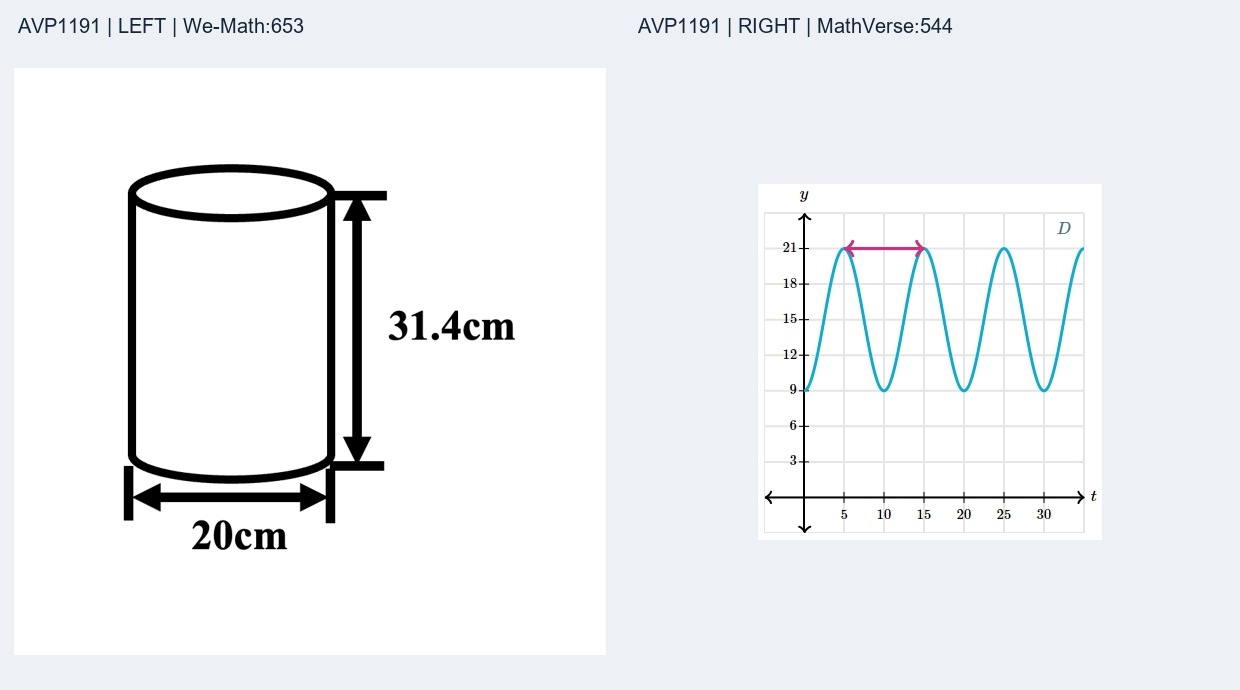 AVP1191 | LEFT | We-Math:653
AVP1191 | RIGHT | MathVerse:544
31.4cm
20cm
y
D
21
18
15
12
9
6
3
t
5 10 15 20 25 30